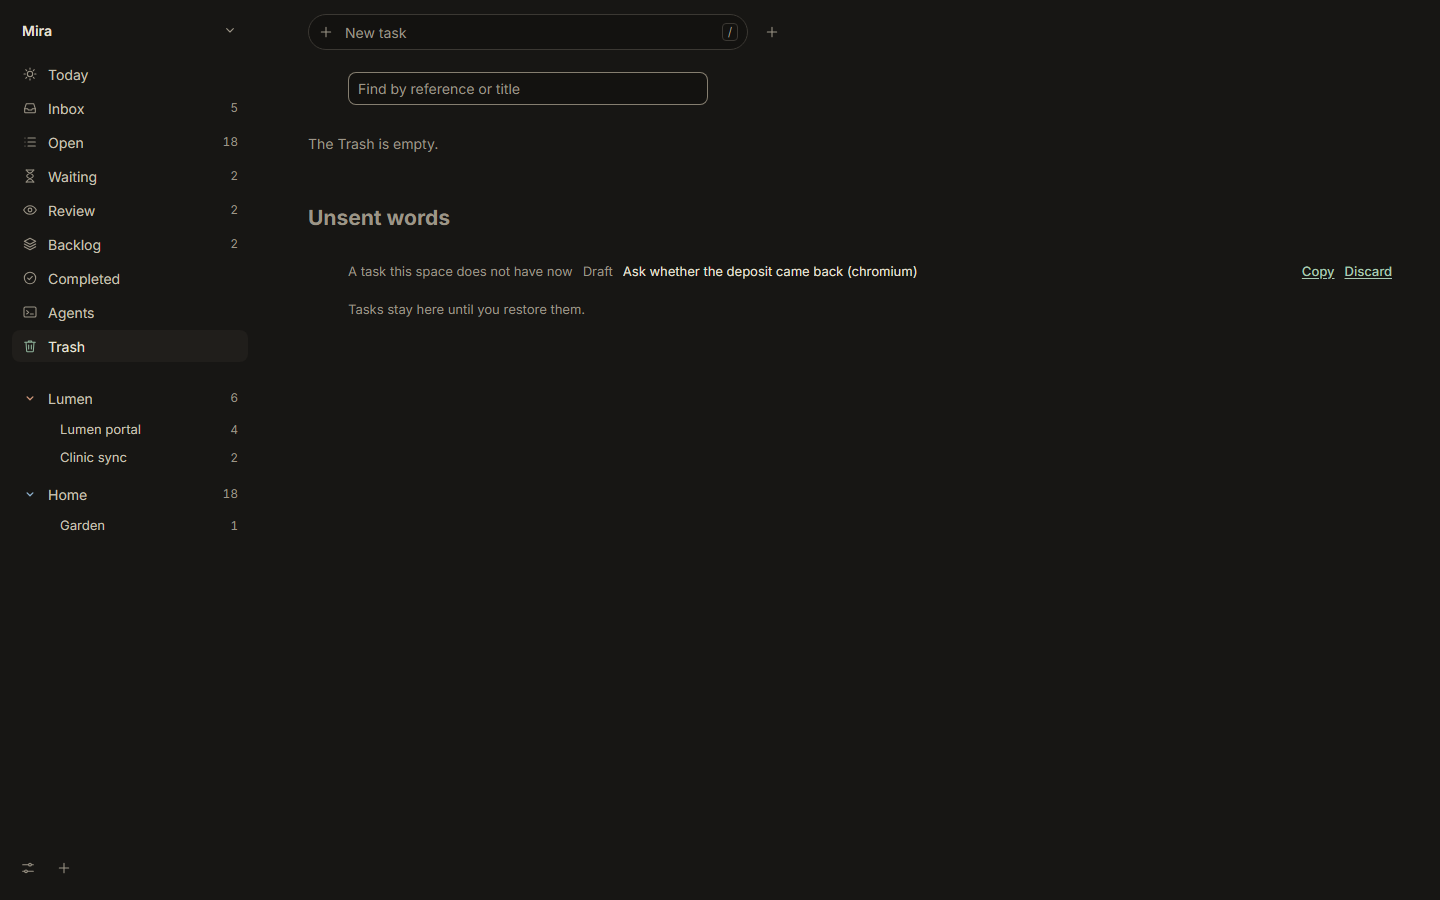 Mira
Today
Inbox 5
Open 18
Waiting 2
Review 2
Backlog 2
Completed
Agents
Trash
Lumen 6
Lumen portal 4
Clinic sync 2
Home 18
Garden 1
New task /
Find by reference or title
The Trash is empty.
Unsent words
A task this space does not have now Draft Ask whether the deposit came back (chromium) Copy Discard
Tasks stay here until you restore them.